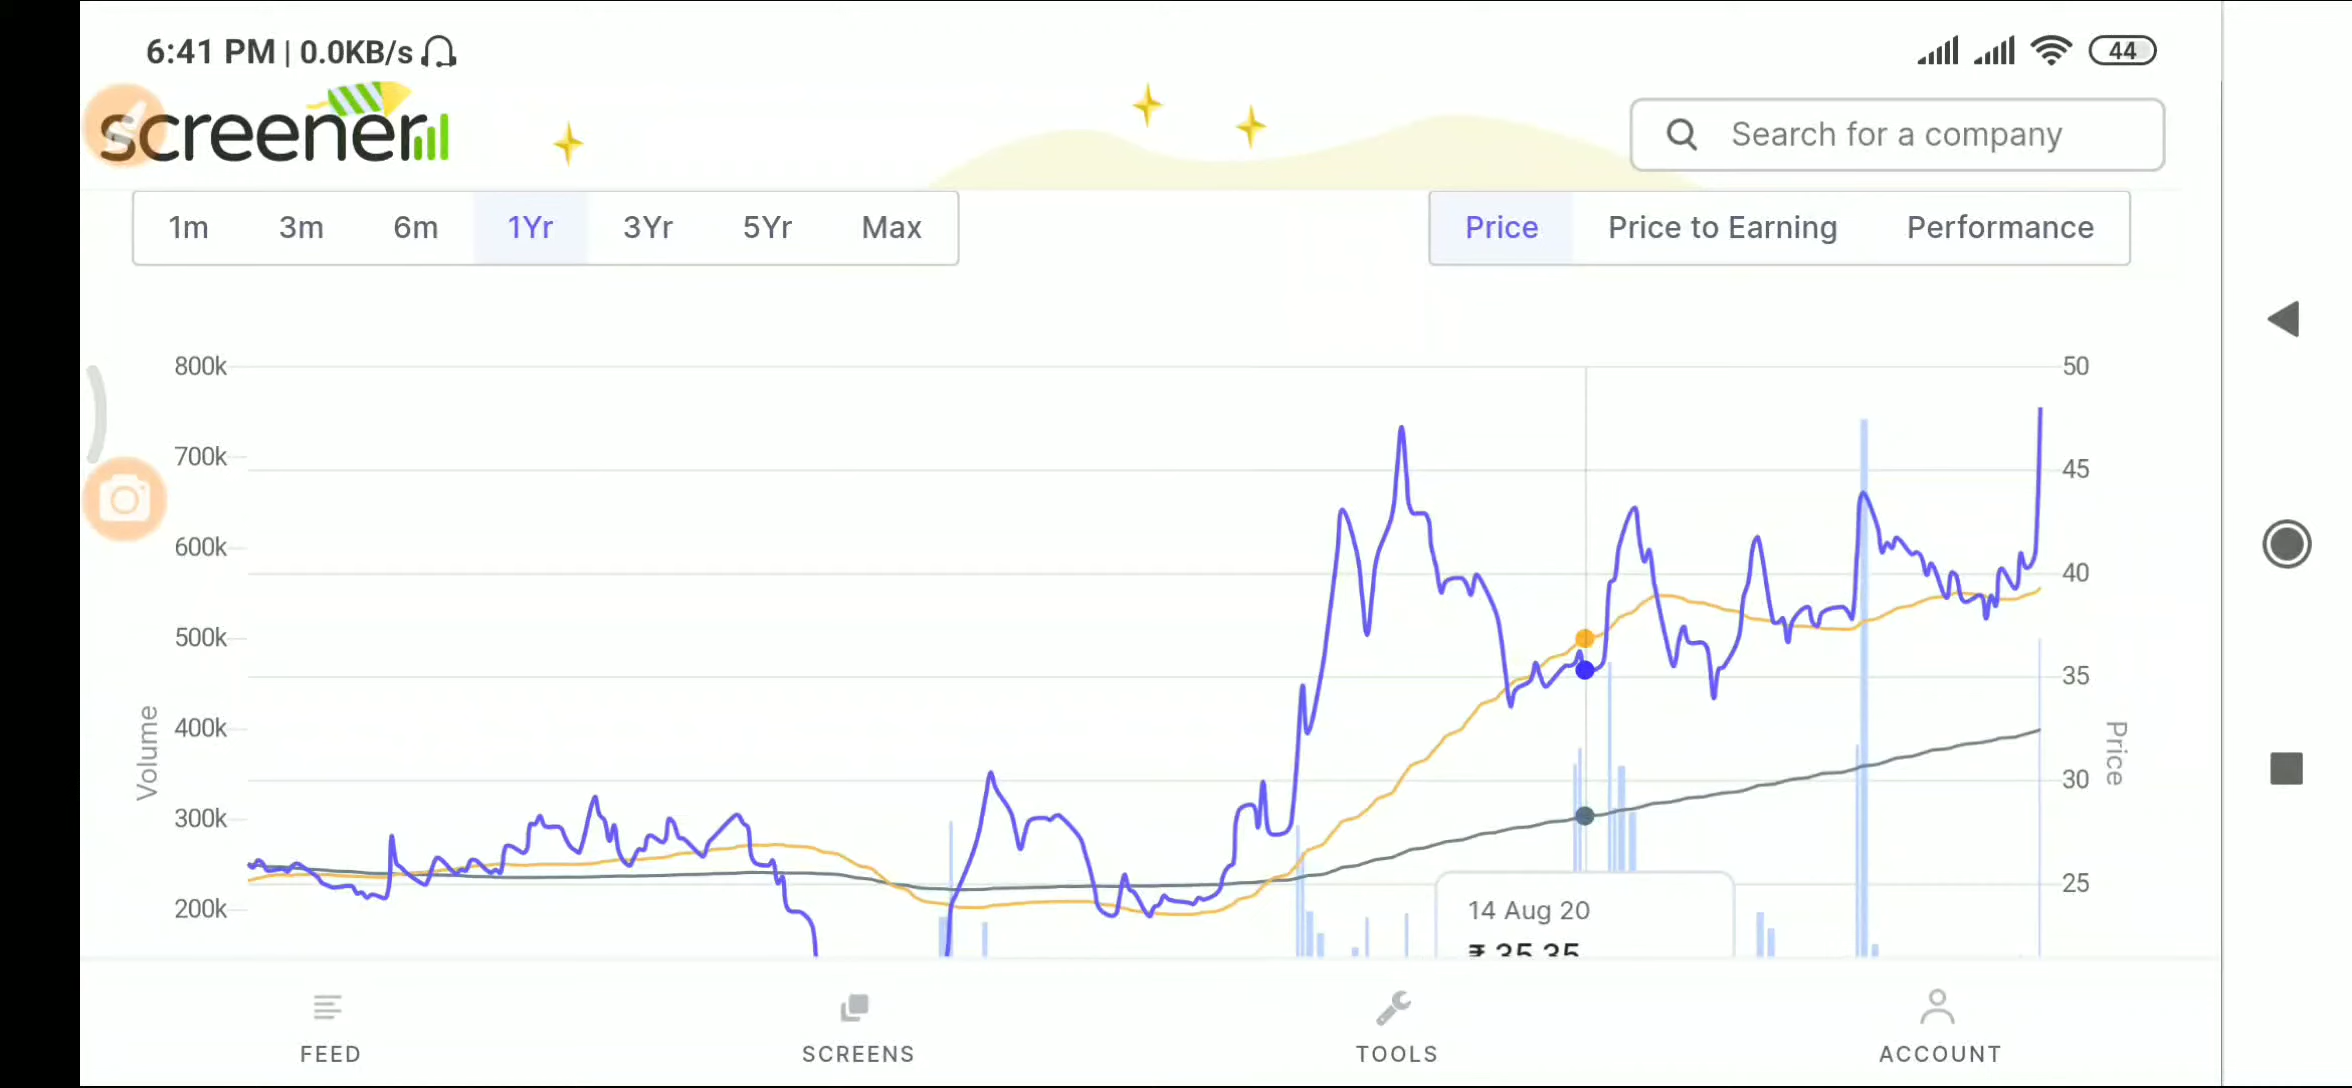 6:41 PM | 0.0KB/s
44
screener
Search for a company
1m 3m 6m 1Yr 3Yr 5Yr Max
Price Price to Earning Performance
800k 50
700k 45
600k 40
500k 35
400k 30
300k 25
200k
Volume
Price
14 Aug 20
₹ 35.35
FEED SCREENS TOOLS ACCOUNT